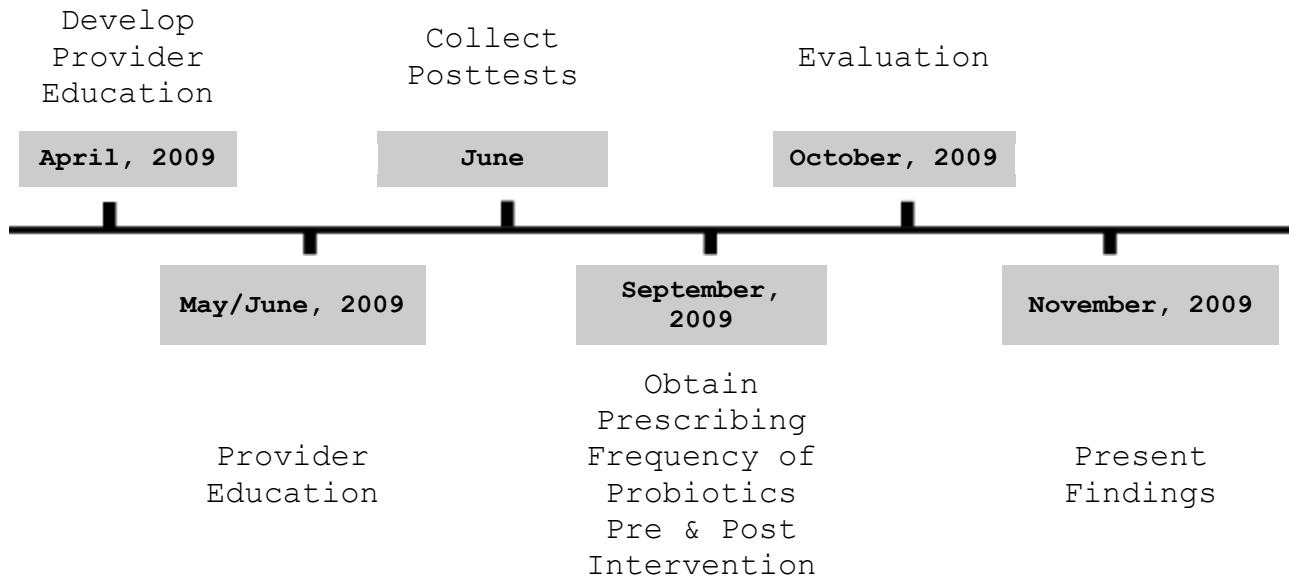 Develop
Provider
Education
April, 2009
Collect
Posttests
June
Evaluation
October, 2009
May/June, 2009
Provider
Education
September,
2009
Obtain
Prescribing
Frequency of
Probiotics
Pre & Post
Intervention
November, 2009
Present
Findings